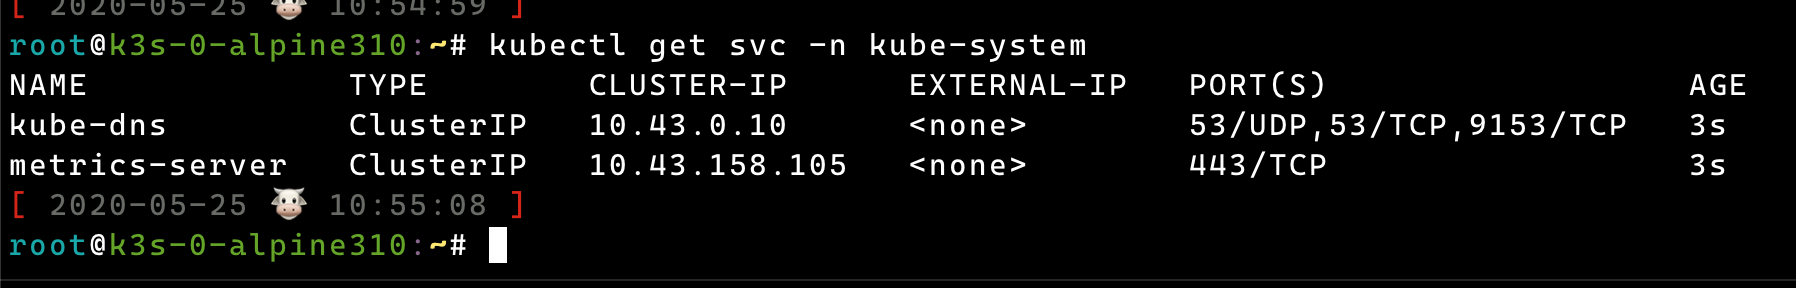 [ 2020-05-25 🐮 10:54:59 ]
root@k3s-0-alpine310:~# kubectl get svc -n kube-system
NAME             TYPE        CLUSTER-IP      EXTERNAL-IP   PORT(S)                  AGE
kube-dns         ClusterIP   10.43.0.10      <none>        53/UDP,53/TCP,9153/TCP   3s
metrics-server   ClusterIP   10.43.158.105   <none>        443/TCP                  3s
[ 2020-05-25 🐮 10:55:08 ]
root@k3s-0-alpine310:~#